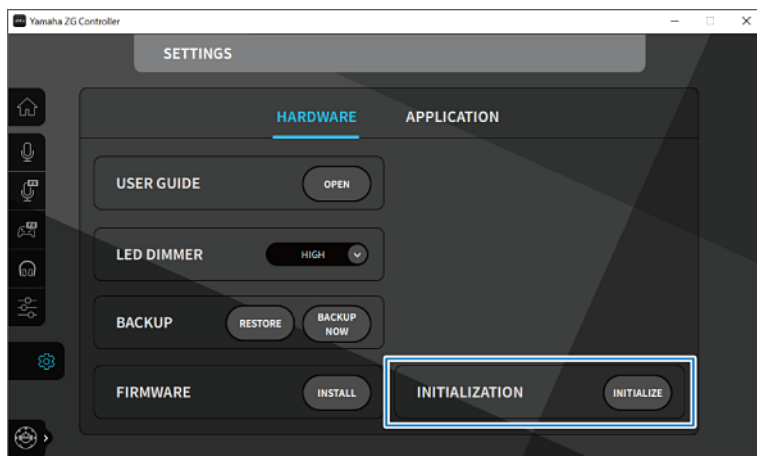 Yamaha ZG Controller
SETTINGS
HARDWARE APPLICATION
USER GUIDE OPEN
LED DIMMER HIGH
BACKUP RESTORE BACKUP
NOW
FIRMWARE INSTALL INITIALIZATION INITIALIZE